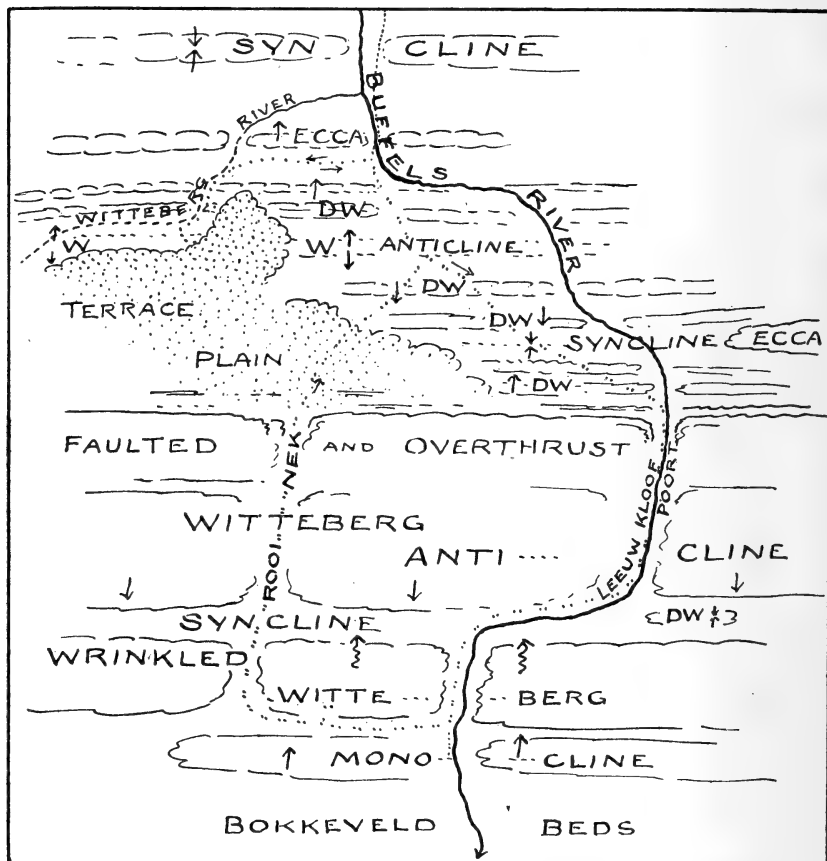 SYN CLINE
BUFFELS RIVER
RIVER
ECCA
WITTEBERG
DW
W
W ANTICLINE
DW
TERRACE
DW
SYNCLINE ECCA
PLAIN
DW
FAULTED AND OVERTHRUST
ROOI NEK
LEEUW KLOOF POORT
WITTEBERG
ANTI CLINE
DW
SYNCLINE
WRINKLED
WITTE BERG
MONO CLINE
BOKKEVELD BEDS